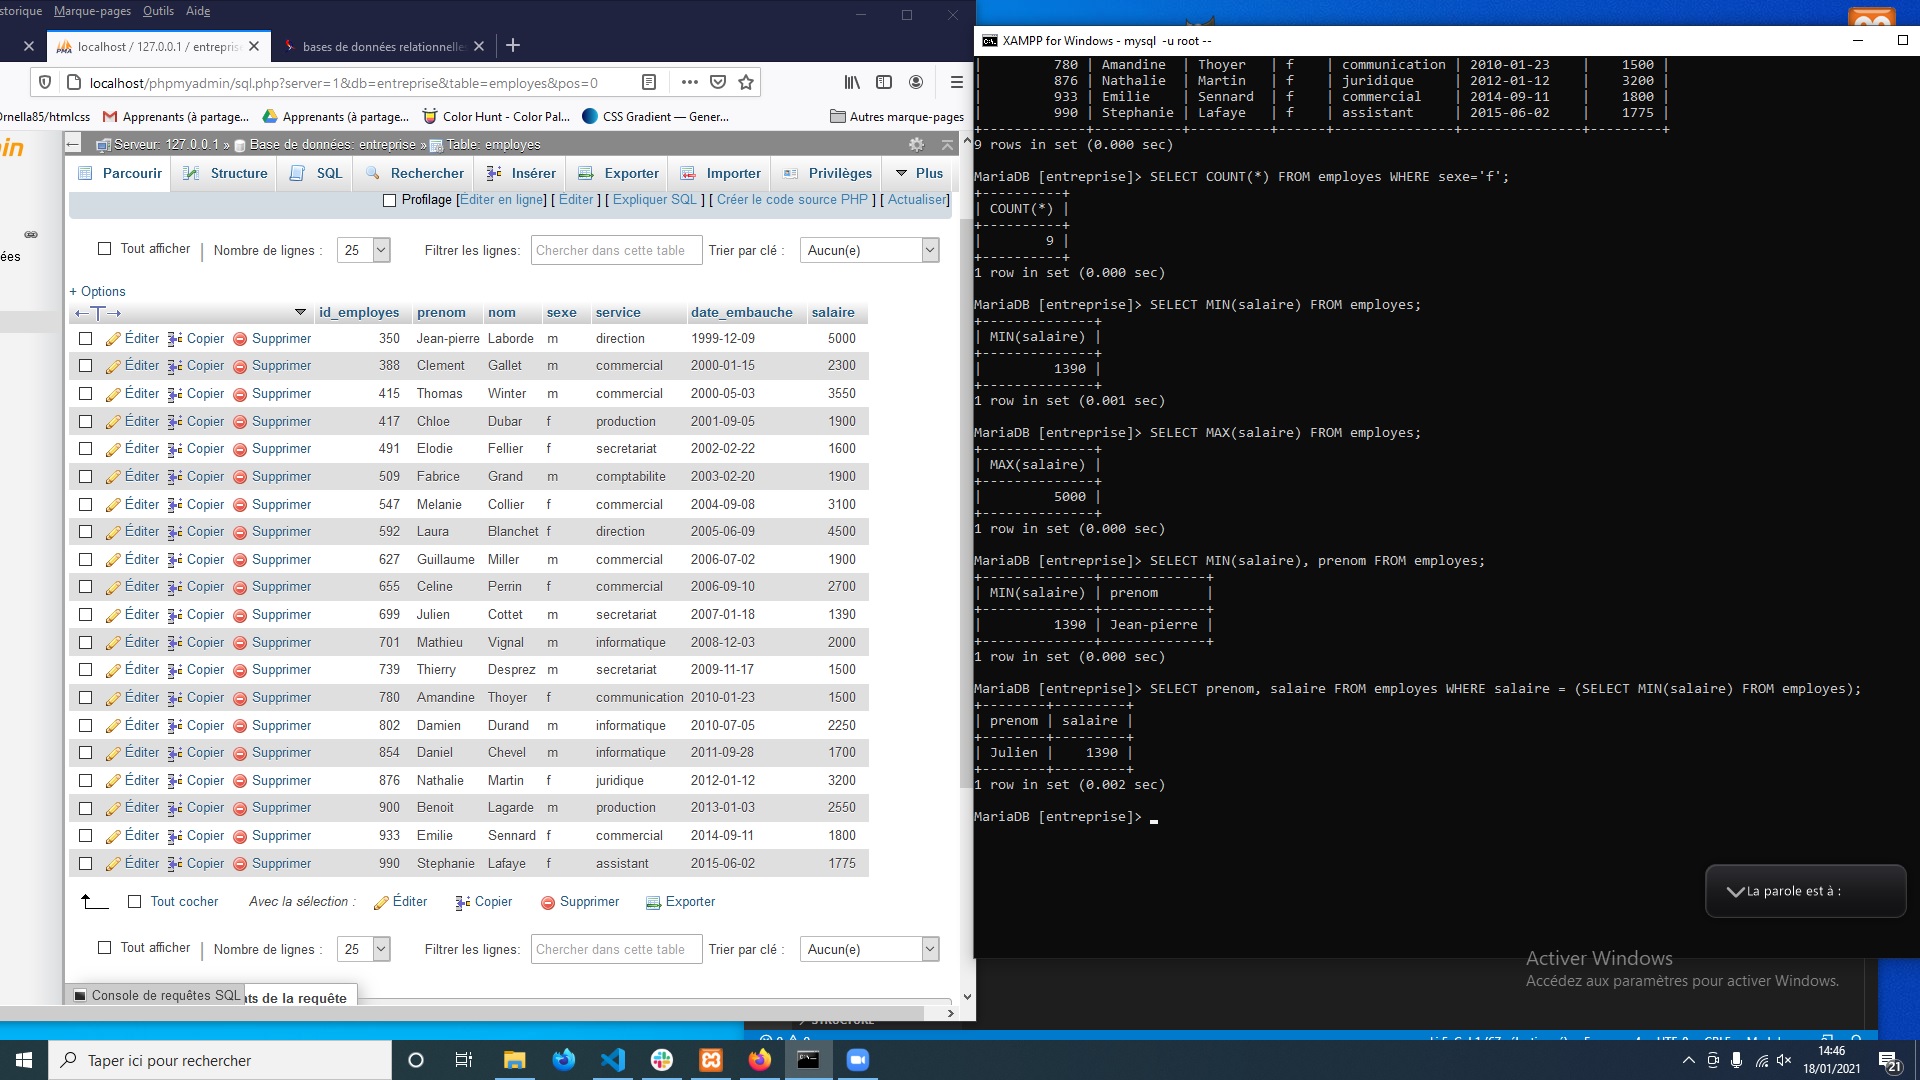 storique Marque-pages Outils Aide
localhost / 127.0.0.1 / entrepris
bases de données relationnelle
localhost/phpmyadmin/sql.php?server=1&db=entreprise&table=employes&pos=0
Ornella85/htmlcss Apprenants (à partage... Apprenants (à partage... Color Hunt - Color Pal... CSS Gradient — Gener... Autres marque-pages
Serveur: 127.0.0.1 » Base de données: entreprise » Table: employes
Parcourir Structure SQL Rechercher Insérer Exporter Importer Privilèges Plus
Profilage [Éditer en ligne] [ Éditer ] [ Expliquer SQL ] [ Créer le code source PHP ] [ Actualiser]
ées
Tout afficher | Nombre de lignes : 25 Filtrer les lignes: Chercher dans cette table Trier par clé : Aucun(e)
+ Options
←T→ id_employes prenom nom sexe service date_embauche salaire
Éditer Copier Supprimer 350 Jean-pierre Laborde m direction 1999-12-09 5000
Éditer Copier Supprimer 388 Clement Gallet m commercial 2000-01-15 2300
Éditer Copier Supprimer 415 Thomas Winter m commercial 2000-05-03 3550
Éditer Copier Supprimer 417 Chloe Dubar f production 2001-09-05 1900
Éditer Copier Supprimer 491 Elodie Fellier f secretariat 2002-02-22 1600
Éditer Copier Supprimer 509 Fabrice Grand m comptabilite 2003-02-20 1900
Éditer Copier Supprimer 547 Melanie Collier f commercial 2004-09-08 3100
Éditer Copier Supprimer 592 Laura Blanchet f direction 2005-06-09 4500
Éditer Copier Supprimer 627 Guillaume Miller m commercial 2006-07-02 1900
Éditer Copier Supprimer 655 Celine Perrin f commercial 2006-09-10 2700
Éditer Copier Supprimer 699 Julien Cottet m secretariat 2007-01-18 1390
Éditer Copier Supprimer 701 Mathieu Vignal m informatique 2008-12-03 2000
Éditer Copier Supprimer 739 Thierry Desprez m secretariat 2009-11-17 1500
Éditer Copier Supprimer 780 Amandine Thoyer f communication 2010-01-23 1500
Éditer Copier Supprimer 802 Damien Durand m informatique 2010-07-05 2250
Éditer Copier Supprimer 854 Daniel Chevel m informatique 2011-09-28 1700
Éditer Copier Supprimer 876 Nathalie Martin f juridique 2012-01-12 3200
Éditer Copier Supprimer 900 Benoit Lagarde m production 2013-01-03 2550
Éditer Copier Supprimer 933 Emilie Sennard f commercial 2014-09-11 1800
Éditer Copier Supprimer 990 Stephanie Lafaye f assistant 2015-06-02 1775
Tout cocher Avec la sélection : Éditer Copier Supprimer Exporter
Tout afficher | Nombre de lignes : 25 Filtrer les lignes: Chercher dans cette table Trier par clé : Aucun(e)
Console de requêtes SQL ts de la requête
XAMPP for Windows - mysql -u root --
| 780 | Amandine | Thoyer | f | communication | 2010-01-23 | 1500 |
| 876 | Nathalie | Martin | f | juridique | 2012-01-12 | 3200 |
| 933 | Emilie | Sennard | f | commercial | 2014-09-11 | 1800 |
| 990 | Stephanie | Lafaye | f | assistant | 2015-06-02 | 1775 |
9 rows in set (0.000 sec)
MariaDB [entreprise]> SELECT COUNT(*) FROM employes WHERE sexe='f';
| COUNT(*) |
| 9 |
1 row in set (0.000 sec)
MariaDB [entreprise]> SELECT MIN(salaire) FROM employes;
| MIN(salaire) |
| 1390 |
1 row in set (0.001 sec)
MariaDB [entreprise]> SELECT MAX(salaire) FROM employes;
| MAX(salaire) |
| 5000 |
1 row in set (0.000 sec)
MariaDB [entreprise]> SELECT MIN(salaire), prenom FROM employes;
| MIN(salaire) | prenom |
| 1390 | Jean-pierre |
1 row in set (0.000 sec)
MariaDB [entreprise]> SELECT prenom, salaire FROM employes WHERE salaire = (SELECT MIN(salaire) FROM employes);
| prenom | salaire |
| Julien | 1390 |
1 row in set (0.002 sec)
MariaDB [entreprise]>
La parole est à :
Activer Windows
Accédez aux paramètres pour activer Windows.
Taper ici pour rechercher
14:46
18/01/2021
21